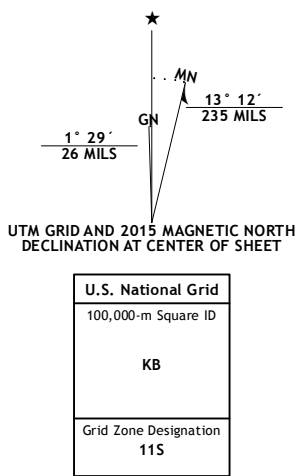 MN
13° 12´
235 MILS
GN
1° 29´
26 MILS
UTM GRID AND 2015 MAGNETIC NORTH
DECLINATION AT CENTER OF SHEET
U.S. National Grid
100,000-m Square ID
KB
Grid Zone Designation
11S